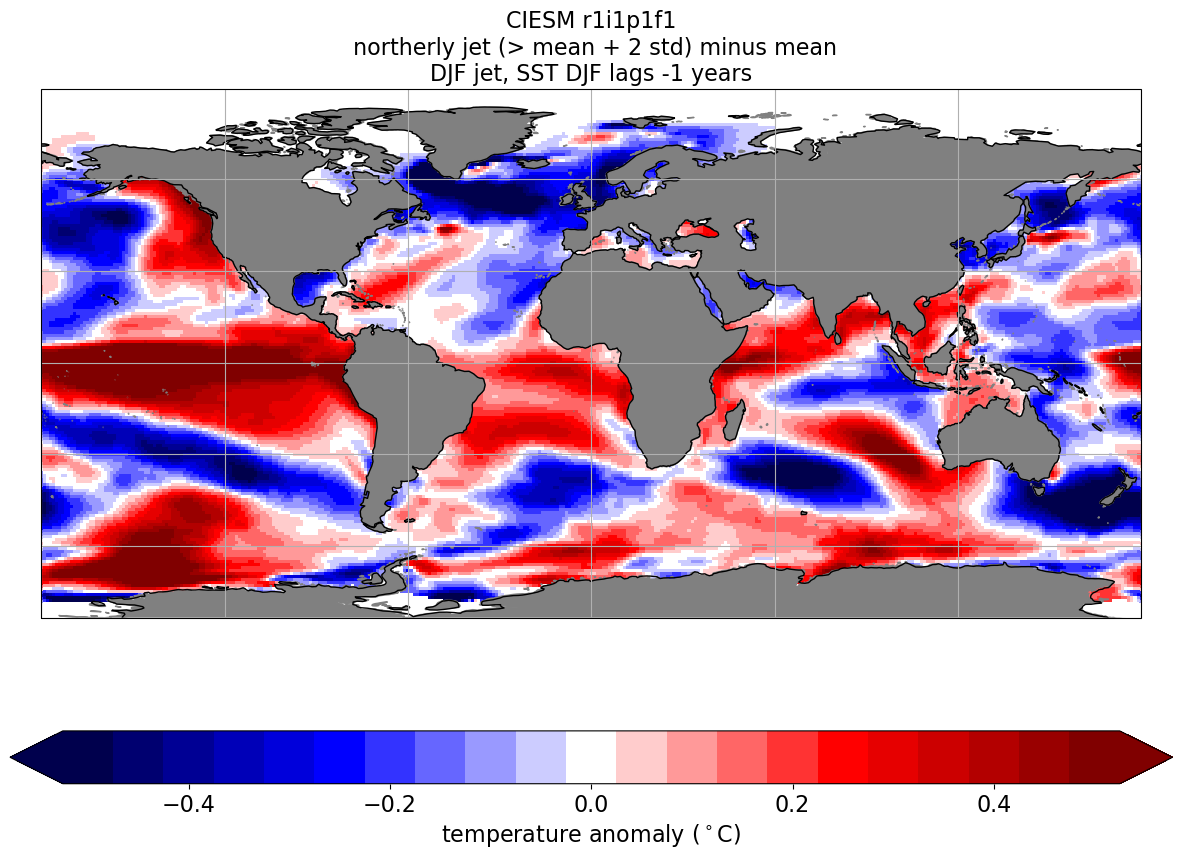 CIESM r1i1p1f1
northerly jet (> mean + 2 std) minus mean
DJF jet, SST DJF lags -1 years
−0.4 −0.2 0.0 0.2 0.4
temperature anomaly (°C)